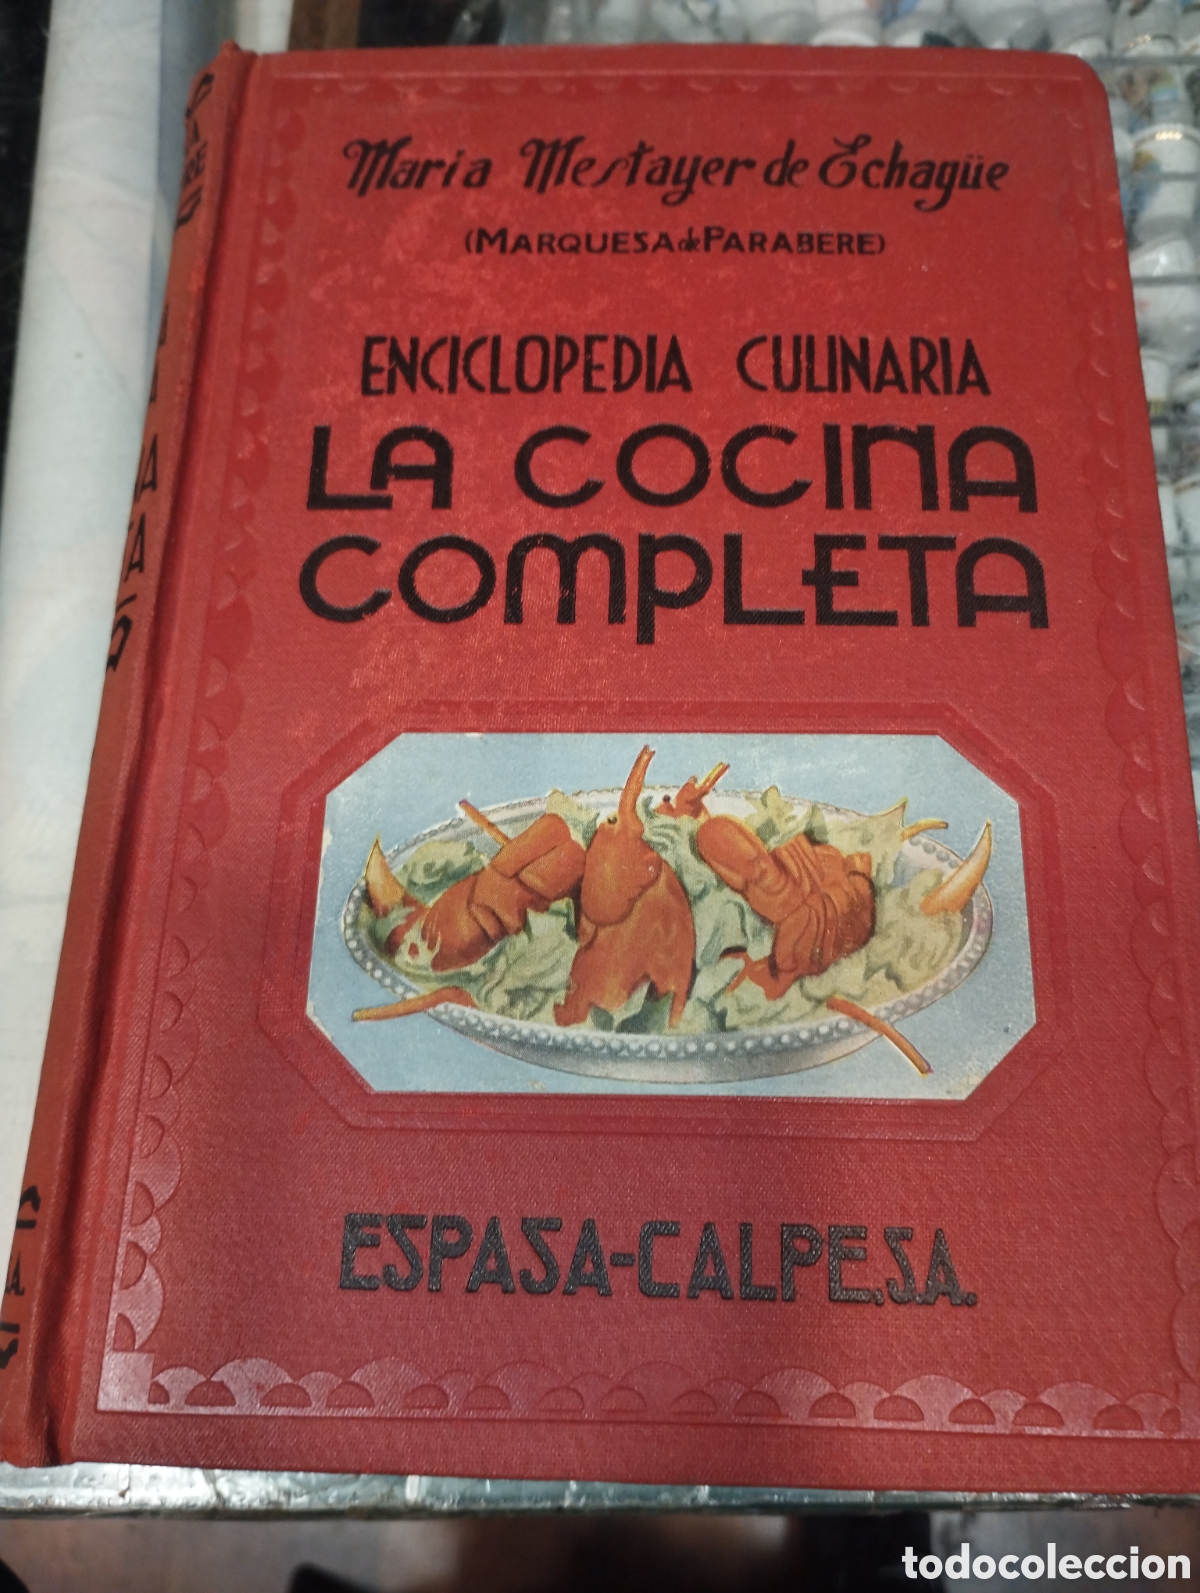 Maria Mestayer de Echagüe
(MARQUESA de PARABERE)
ENCICLOPEDIA CULINARIA
LA COCINA
COMPLETA
ESPASA-CALPE, S.A.
todocoleccion